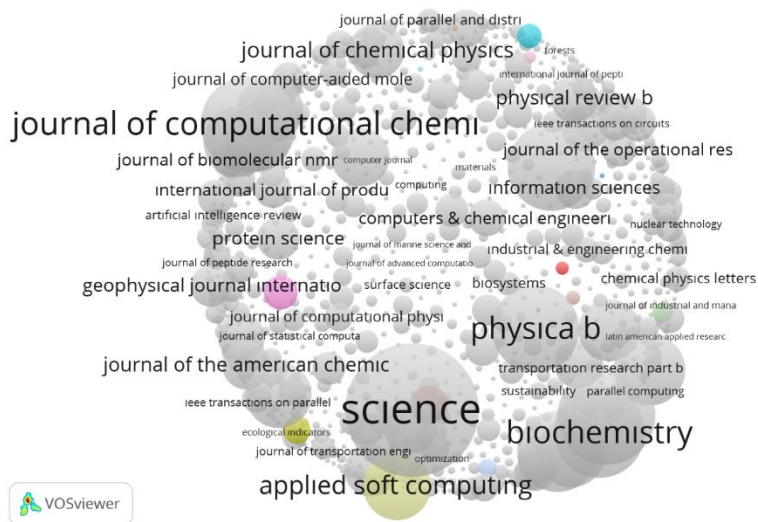 journal of parallel and distri
journal of chemical physics
forests
journal of computer-aided mole
international journal of pepti
physical review b
journal of computational chemi
ieee transactions on circuits
journal of the operational res
journal of biomolecular nmr
computer journal
materials
international journal of produ
computing
information sciences
artificial intelligence review
computers & chemical engineeri
nuclear technology
protein science
journal of marine science and
industrial & engineering chemi
journal of peptide research
journal of advanced computatio
geophysical journal internatio
surface science
biosystems
chemical physics letters
journal of industrial and mana
journal of computational physi
physica b
journal of statistical computa
latin american applied researc
journal of the american chemic
transportation research part b
sustainability
parallel computing
ieee transactions on parallel
science
ecological indicators
biochemistry
journal of transportation engi
optimization
applied soft computing
VOSviewer